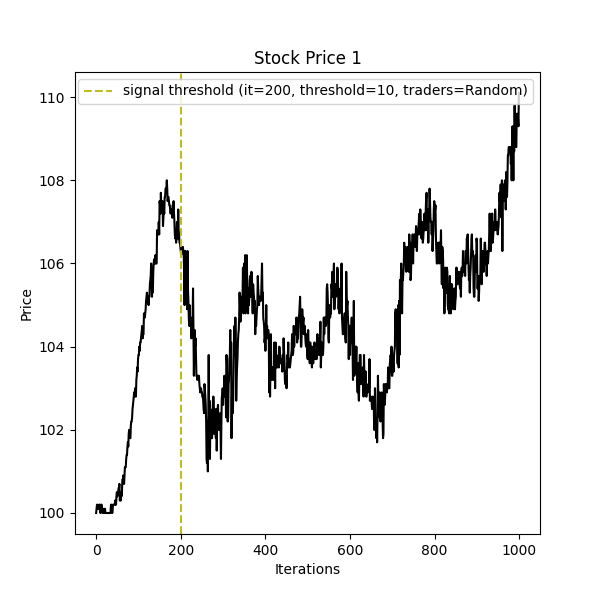 Stock Price 1
signal threshold (it=200, threshold=10, traders=Random)
110
108
106
104
102
100
Price
0 200 400 600 800 1000
Iterations